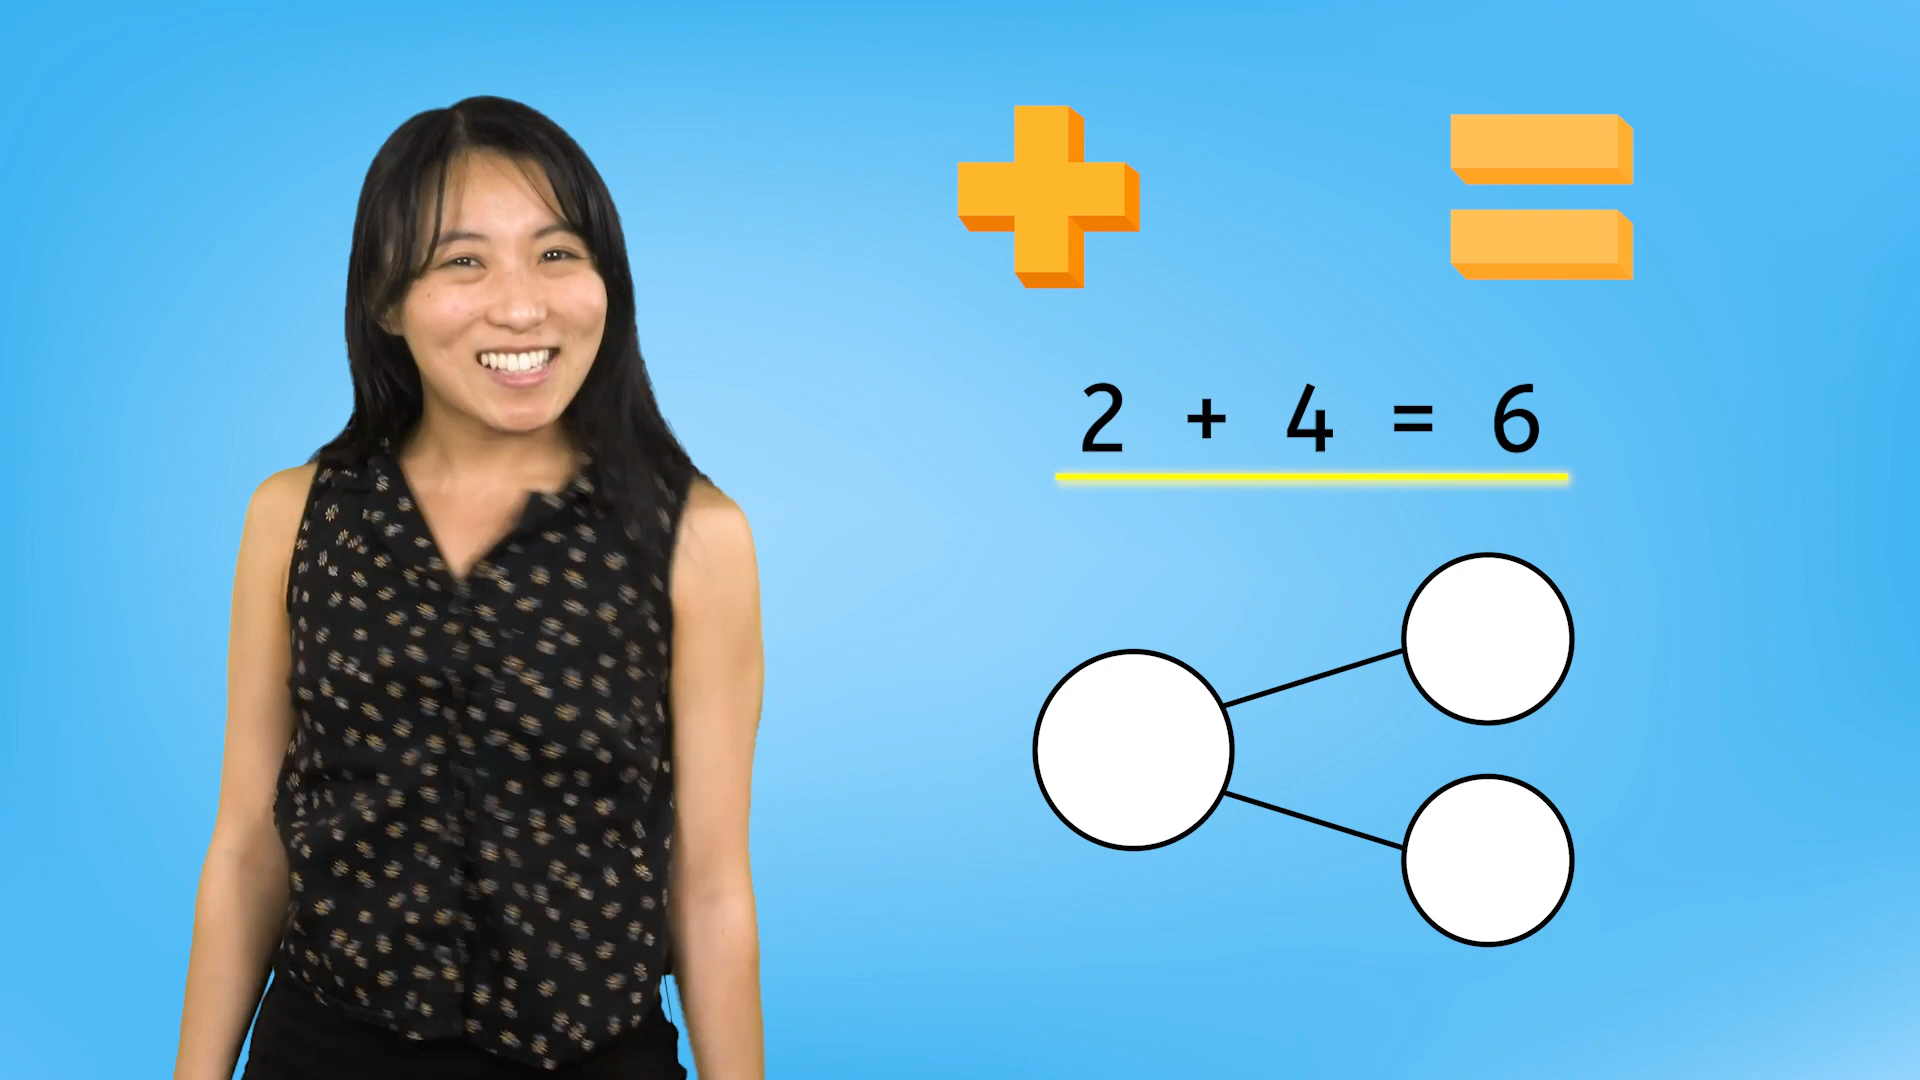 + =
2 + 4 = 6